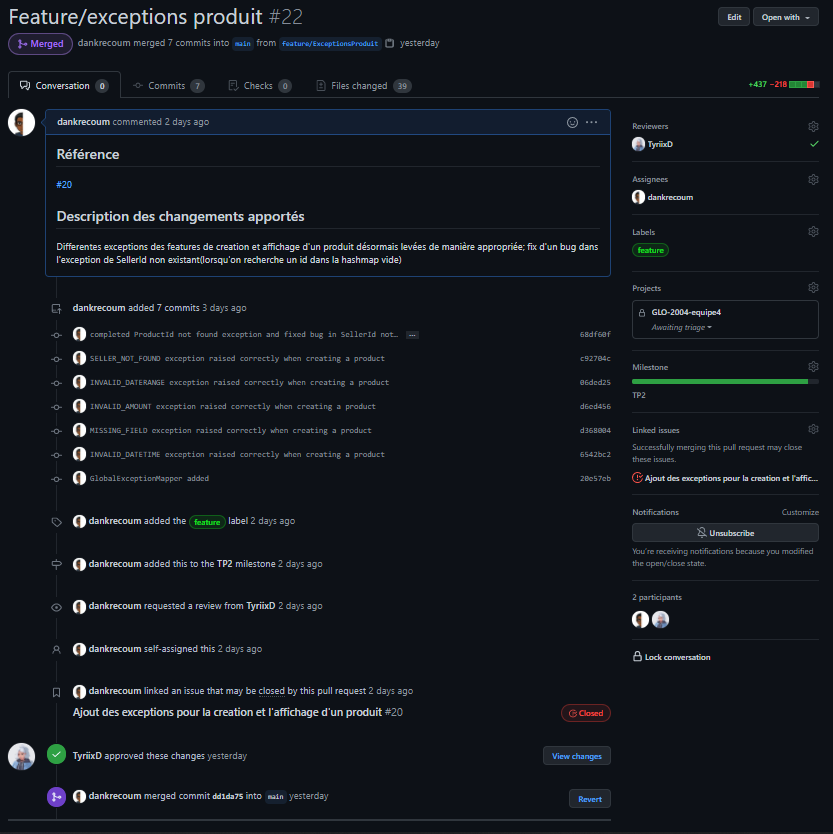 Feature/exceptions produit #22
Edit
Open with
Merged
dankrecoum merged 7 commits into main from feature/ExceptionsProduit yesterday
Conversation 0
Commits 7
Checks 0
Files changed 39
+437 −218
dankrecoum commented 2 days ago
Référence
#20
Description des changements apportés
Differentes exceptions des features de creation et affichage d'un produit désormais levées de manière appropriée; fix d'un bug dans
l'exception de SellerId non existant(lorsqu'on recherche un id dans la hashmap vide)
dankrecoum added 7 commits 3 days ago
completed ProductId not found exception and fixed bug in SellerId not… ...
68df60f
SELLER_NOT_FOUND exception raised correctly when creating a product
c92704c
INVALID_DATERANGE exception raised correctly when creating a product
06ded25
INVALID_AMOUNT exception raised correctly when creating a product
d6ed456
MISSING_FIELD exception raised correctly when creating a product
d368004
INVALID_DATETIME exception raised correctly when creating a product
6542bc2
GlobalExceptionMapper added
20e57eb
dankrecoum added the feature label 2 days ago
dankrecoum added this to the TP2 milestone 2 days ago
dankrecoum requested a review from TyriixD 2 days ago
dankrecoum self-assigned this 2 days ago
dankrecoum linked an issue that may be closed by this pull request 2 days ago
Ajout des exceptions pour la creation et l'affichage d'un produit #20
Closed
TyriixD approved these changes yesterday
View changes
dankrecoum merged commit dd1da75 into main yesterday
Revert
Reviewers
TyriixD
Assignees
dankrecoum
Labels
feature
Projects
GLO-2004-equipe4
Awaiting triage
Milestone
TP2
Linked issues
Successfully merging this pull request may close
these issues.
Ajout des exceptions pour la creation et l'affic...
Notifications
Customize
Unsubscribe
You're receiving notifications because you modified
the open/close state.
2 participants
Lock conversation